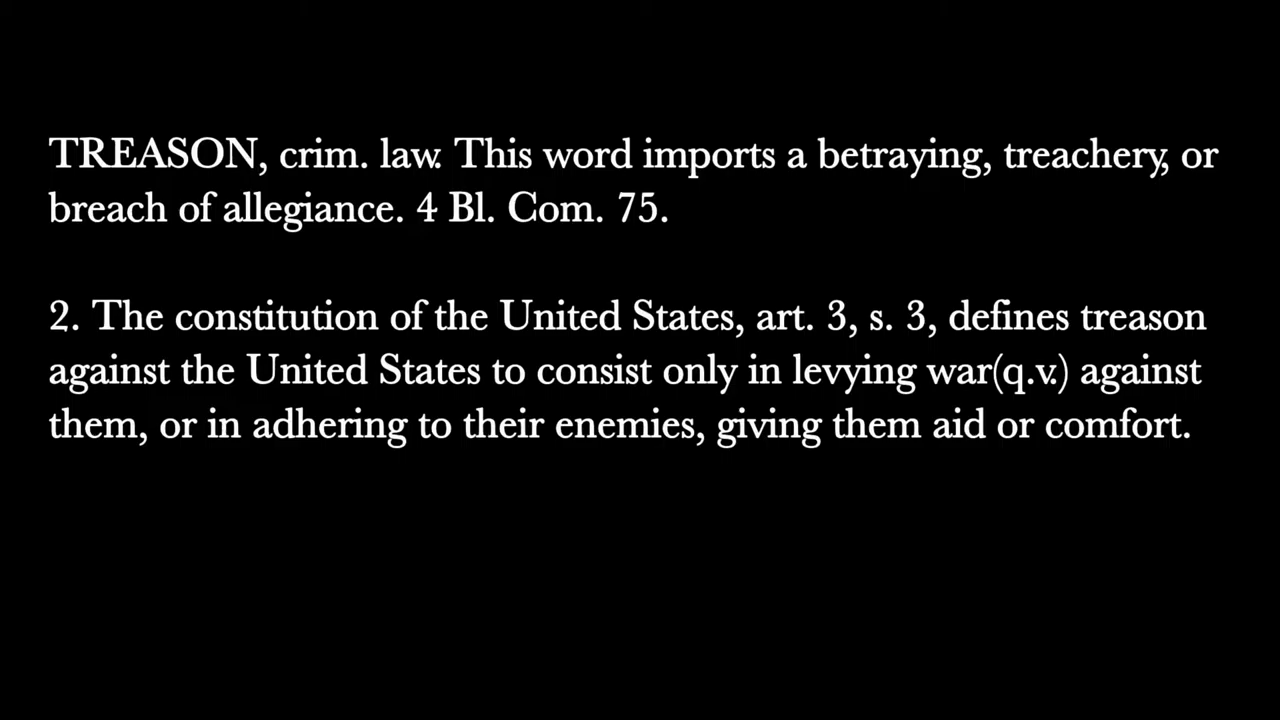 TREASON, crim. law. This word imports a betraying, treachery, or
breach of allegiance. 4 Bl. Com. 75.
2. The constitution of the United States, art. 3, s. 3, defines treason
against the United States to consist only in levying war(q.v.) against
them, or in adhering to their enemies, giving them aid or comfort.